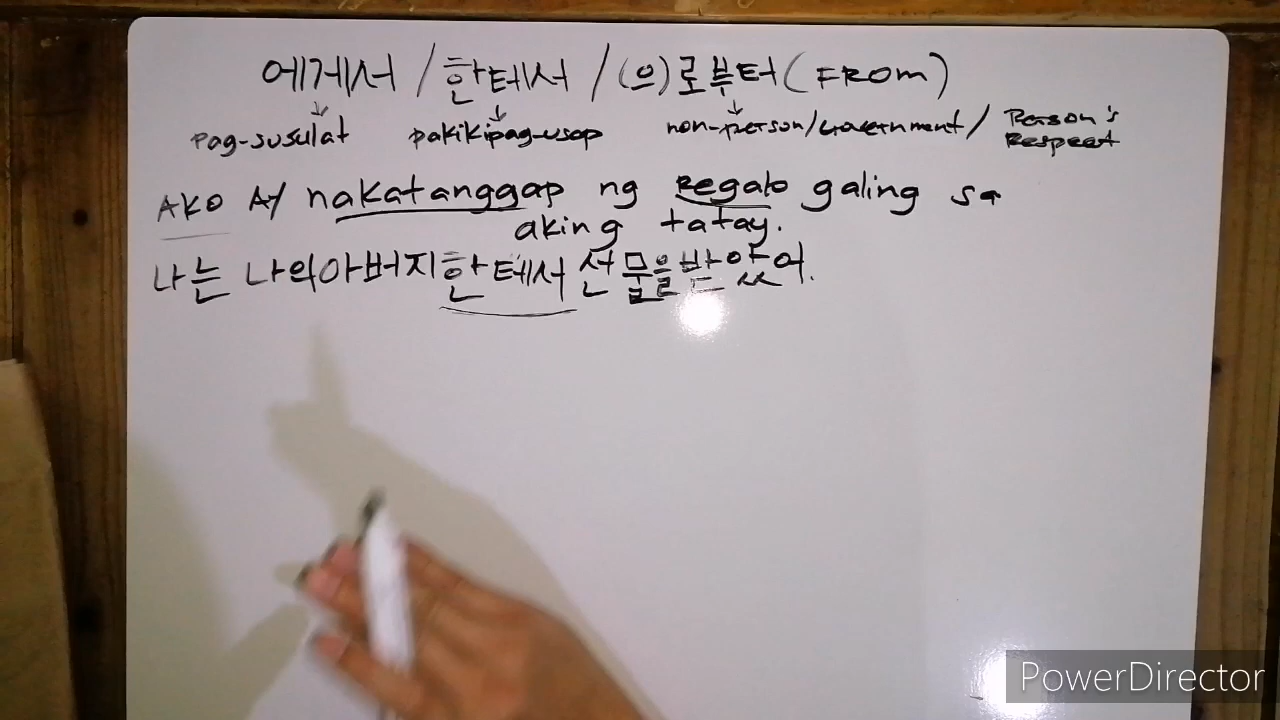 에게서 / 한테서 / (으)로부터 (FROM)
pag-susulat pakikipag-usap non-person/Government/ Person's Respect
AKO AY nakatanggap ng Regalo galing sa
aking tatay.
나는 나의아버지한테서 선물을받았어.
PowerDirector